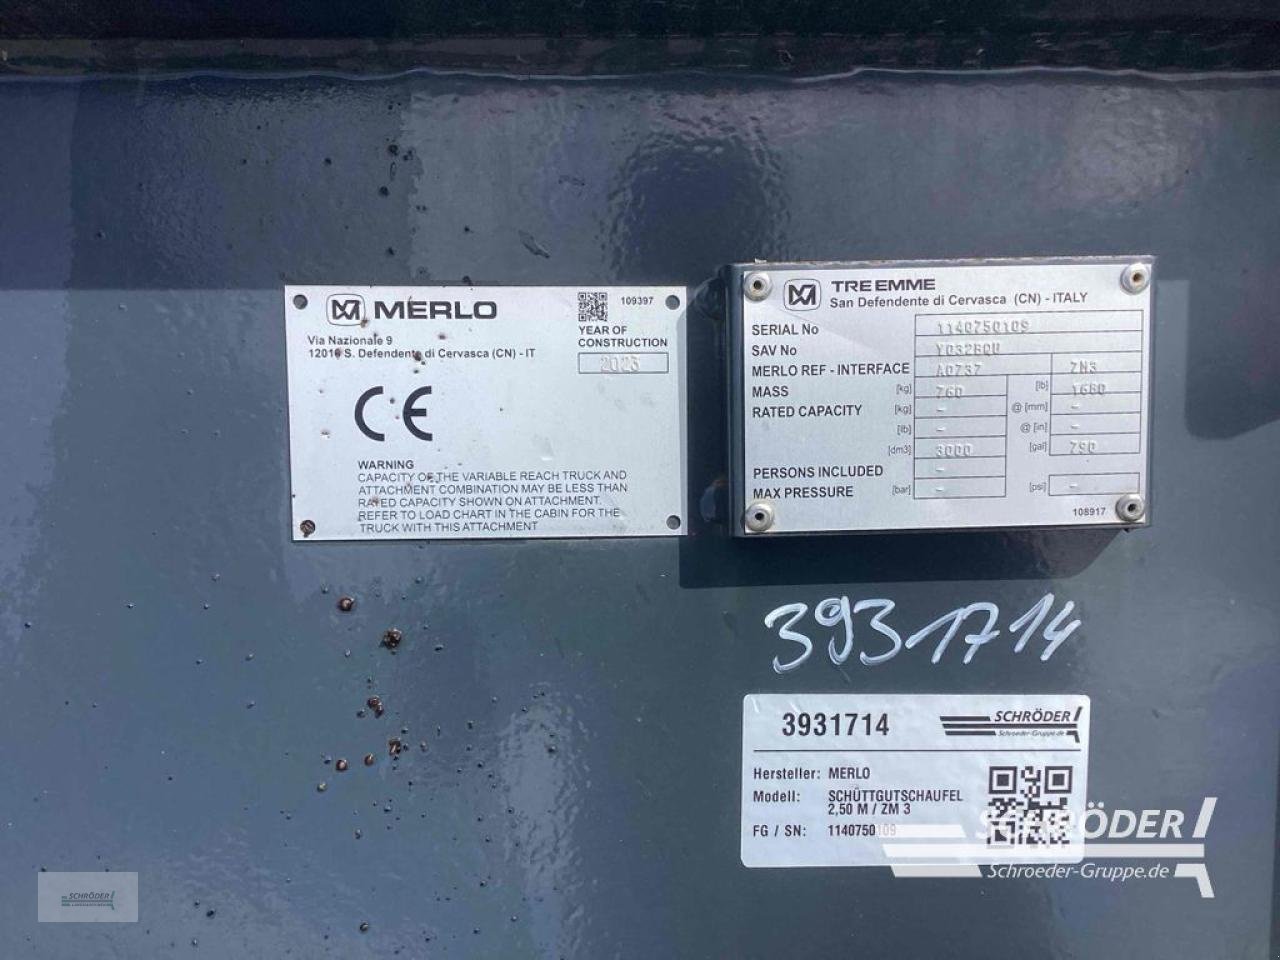 MERLO
109397
Via Nazionale 9
12010 S. Defendente di Cervasca (CN) - IT
YEAR OF
CONSTRUCTION
2023
CE
WARNING
CAPACITY OF THE VARIABLE REACH TRUCK AND
ATTACHMENT COMBINATION MAY BE LESS THAN
RATED CAPACITY SHOWN ON ATTACHMENT.
REFER TO LOAD CHART IN THE CABIN FOR THE
TRUCK WITH THIS ATTACHMENT
TRE EMME
San Defendente di Cervasca (CN) - ITALY
SERIAL No 1140750109
SAV No
MERLO REF - INTERFACE A0737 ZM3
MASS [kg] 760 [lb] 1680
RATED CAPACITY [kg] - @ [mm] -
[lb] - @ [in] -
[dm3] 3000 [gal] 790
PERSONS INCLUDED -
MAX PRESSURE [bar] - [psi] -
108917
3931714
3931714 SCHRÖDER
Schroeder-Gruppe.de
Hersteller: MERLO
Modell: SCHÜTTGUTSCHAUFEL
2,50 M / ZM 3
FG / SN: 1140750109
SCHRÖDER
Schroeder-Gruppe.de
SCHRÖDER